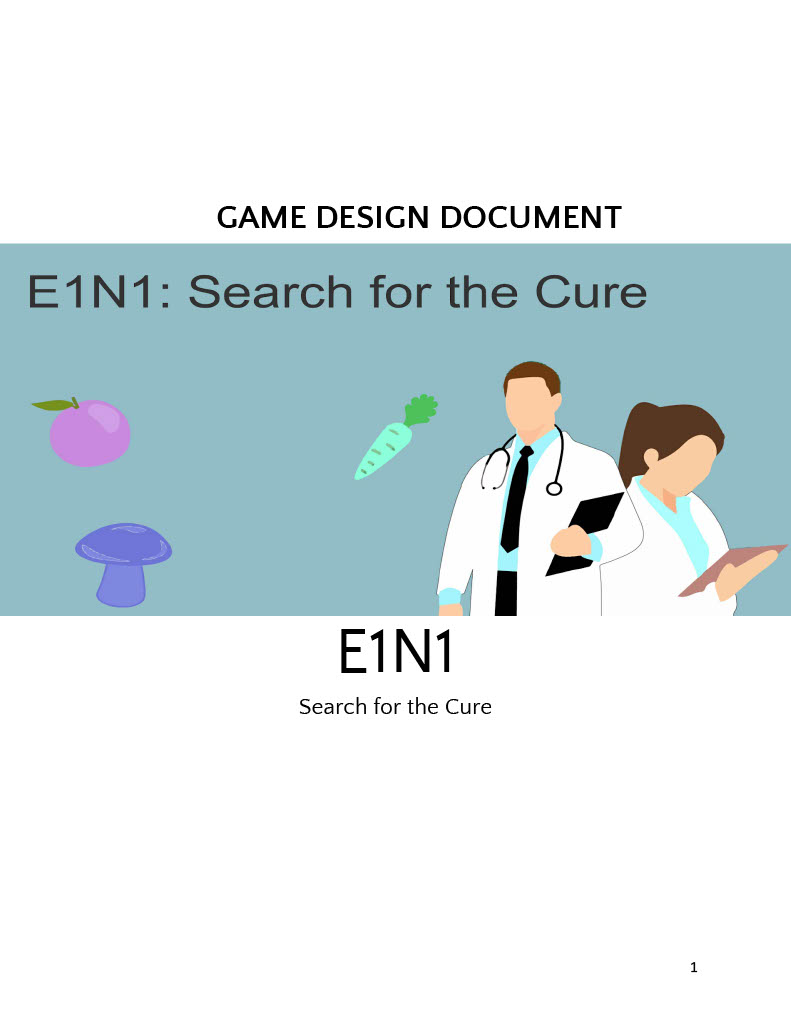 GAME DESIGN DOCUMENT
E1N1: Search for the Cure
E1N1
Search for the Cure
1